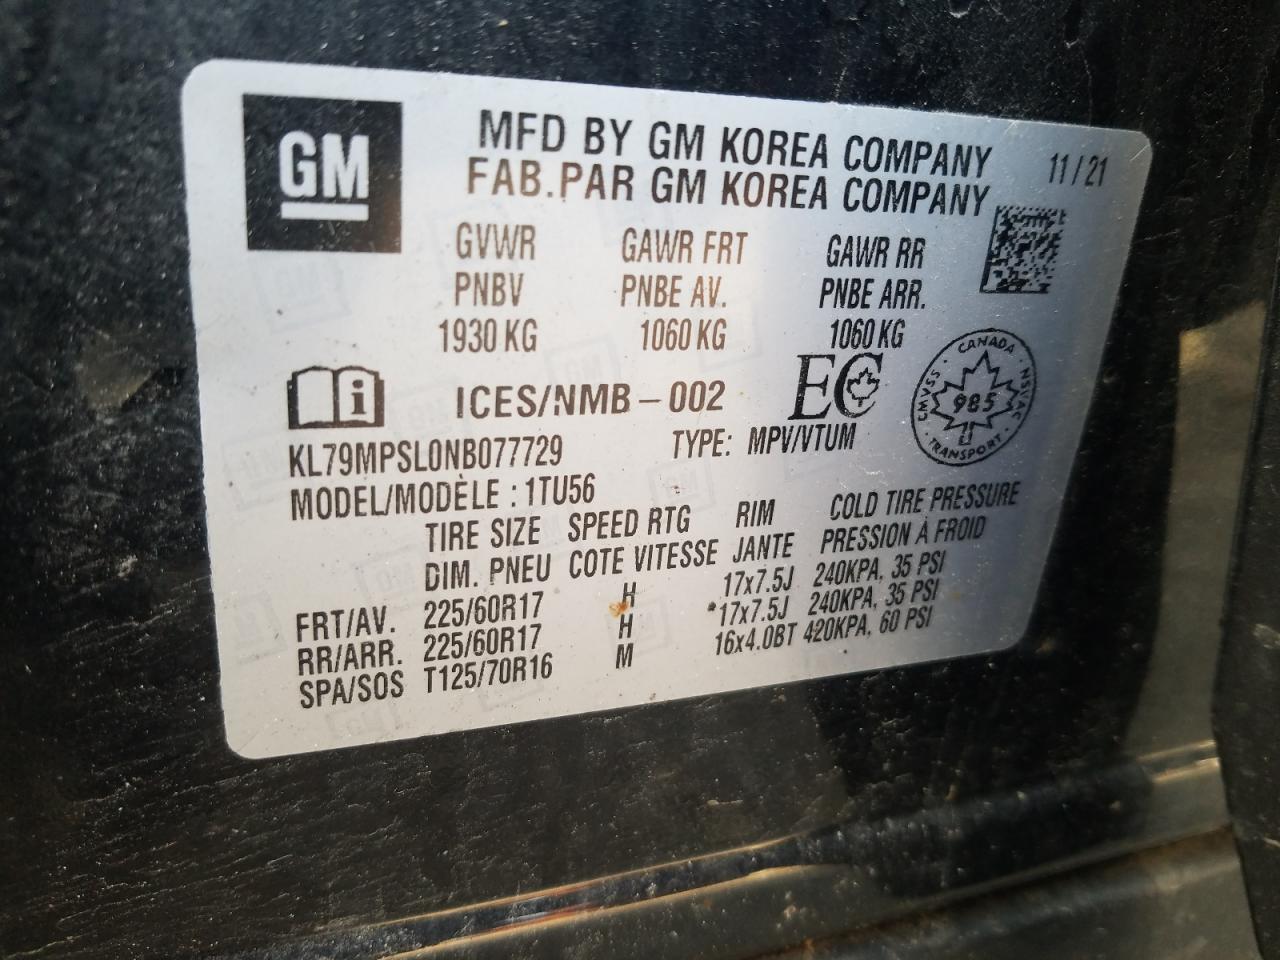 GM
MFD BY GM KOREA COMPANY 11/21
FAB.PAR GM KOREA COMPANY
GVWR GAWR FRT GAWR RR
PNBV PNBE AV. PNBE ARR.
1930 KG 1060 KG 1060 KG
i ICES/NMB-002 EC
CANADA
CMVSS 985 NSVAC
TRANSPORT
KL79MPSL0NB077729 TYPE: MPV/VTUM
MODEL/MODÈLE : 1TU56
TIRE SIZE SPEED RTG RIM COLD TIRE PRESSURE
DIM. PNEU COTE VITESSE JANTE PRESSION À FROID
FRT/AV. 225/60R17 H 17x7.5J 240KPA, 35 PSI
RR/ARR. 225/60R17 H 17x7.5J 240KPA, 35 PSI
SPA/SOS T125/70R16 M 16x4.0BT 420KPA, 60 PSI